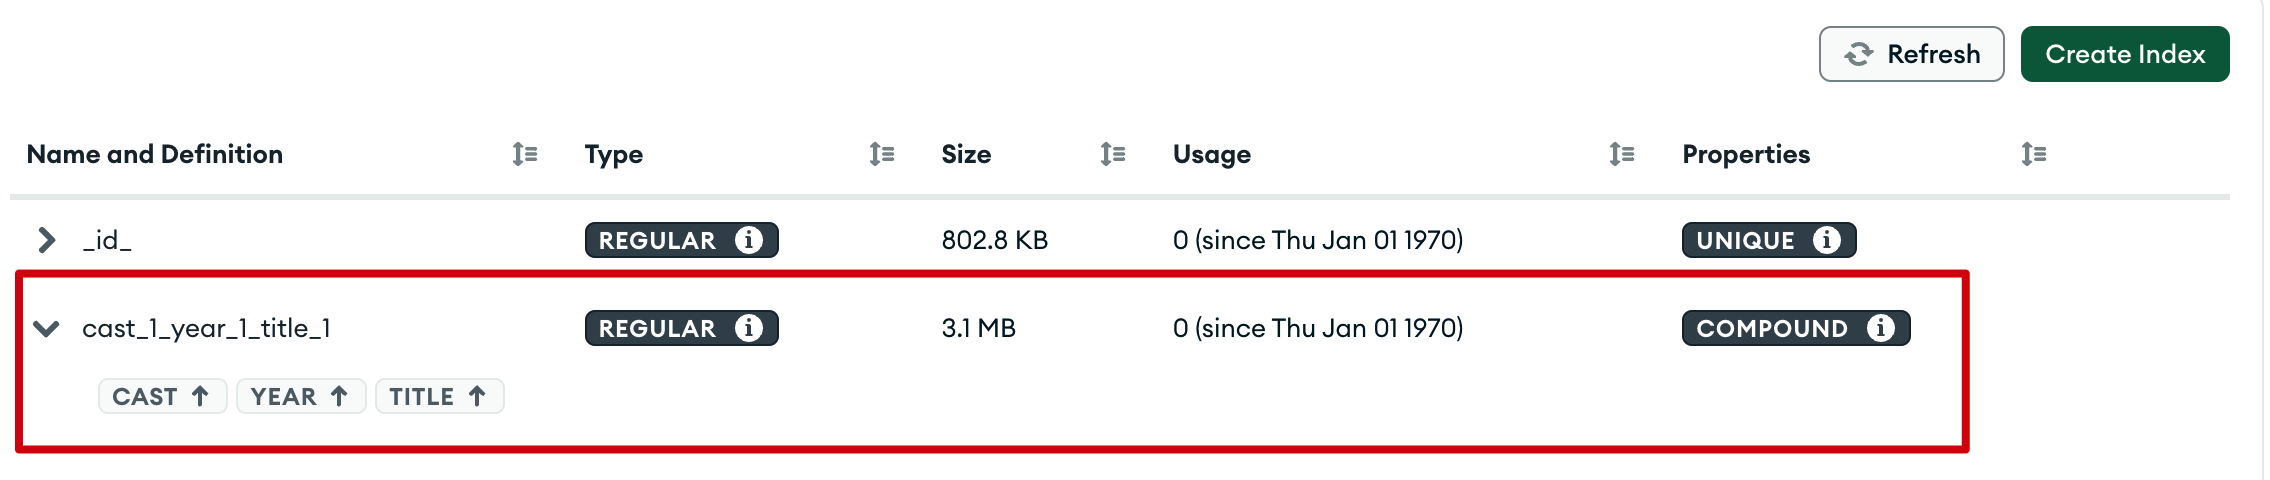 Refresh Create Index
Name and Definition Type Size Usage Properties
_id_ REGULAR i 802.8 KB 0 (since Thu Jan 01 1970) UNIQUE i
cast_1_year_1_title_1 REGULAR i 3.1 MB 0 (since Thu Jan 01 1970) COMPOUND i
CAST ↑ YEAR ↑ TITLE ↑